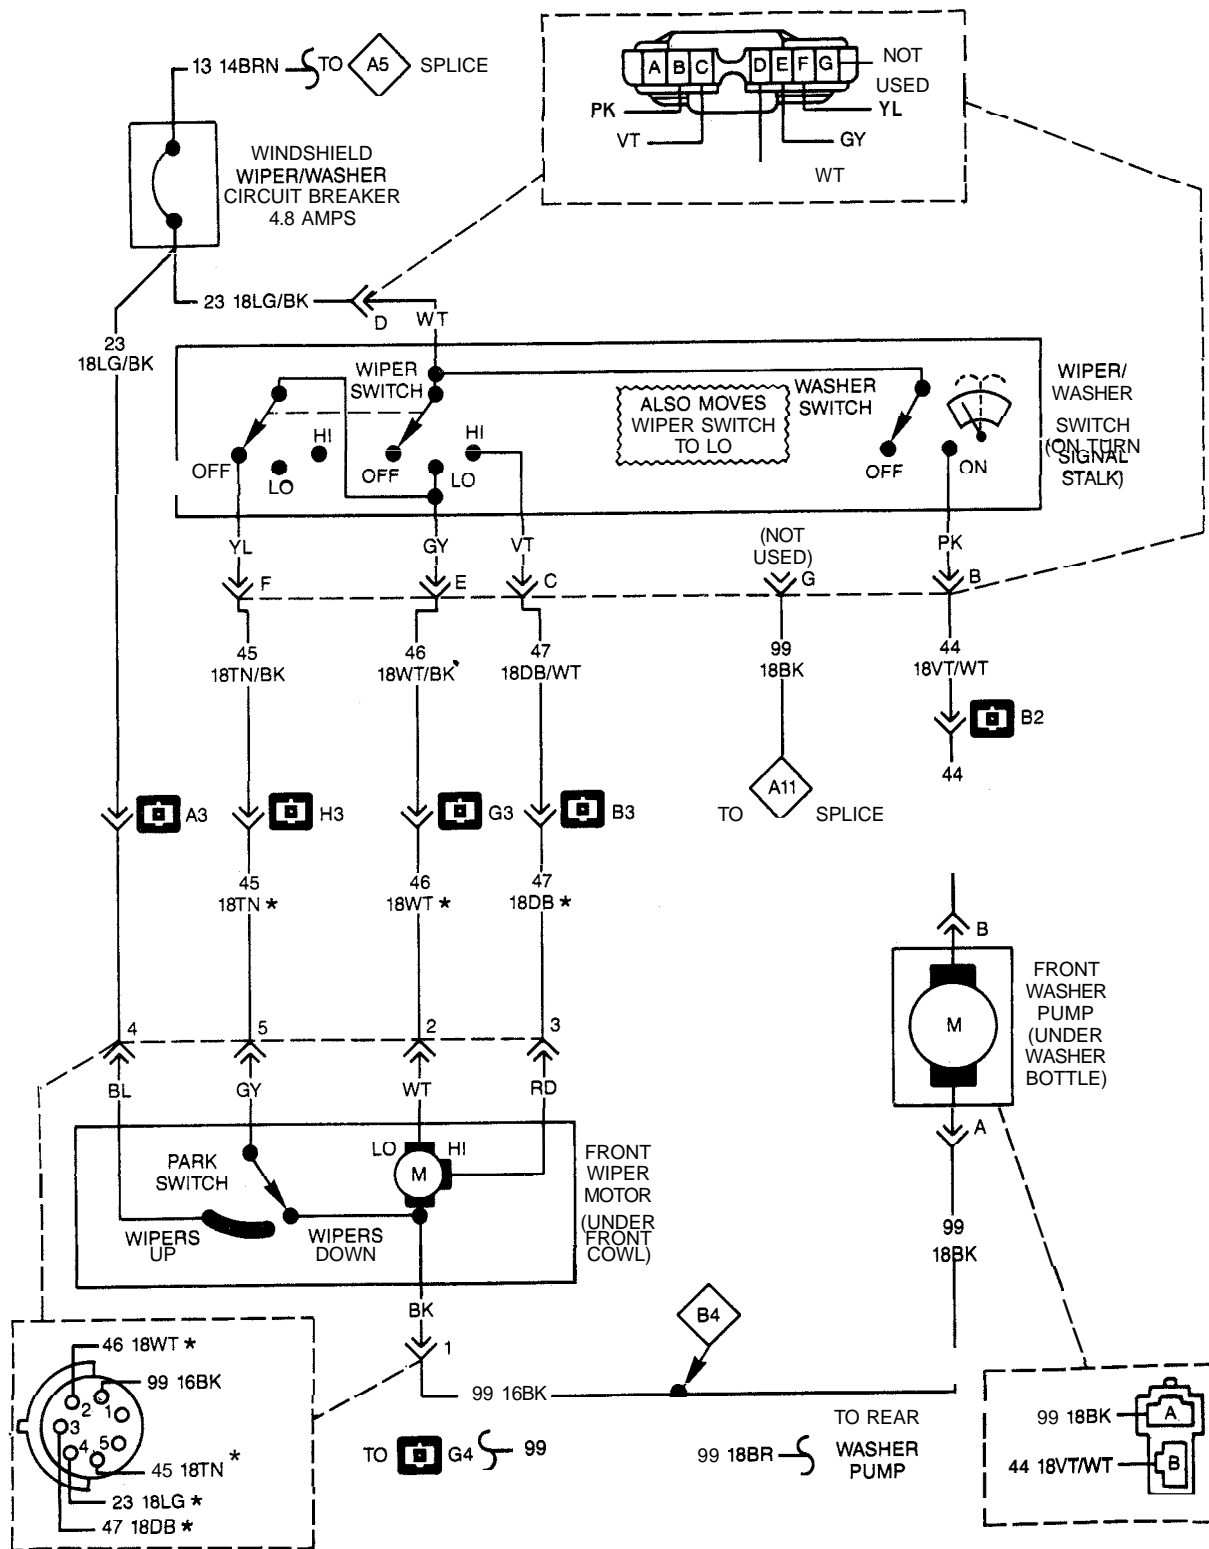 13 14BRN
TO
A5
SPLICE
A
B
C
D
E
F
G
NOT
USED
PK
YL
VT
GY
WT
WINDSHIELD
WIPER/WASHER
CIRCUIT BREAKER
4.8 AMPS
23 18LG/BK
D
WT
23
18LG/BK
WIPER
SWITCH
ALSO MOVES
WIPER SWITCH
TO LO
WASHER
SWITCH
WIPER/
WASHER
SWITCH
(ON TURN
SIGNAL
STALK)
OFF
HI
LO
OFF
HI
LO
OFF
ON
YL
GY
VT
(NOT
USED)
PK
F
E
C
G
B
45
18TN/BK
46
18WT/BK
47
18DB/WT
99
18BK
44
18VT/WT
B2
44
A11
TO
SPLICE
A3
H3
G3
B3
45
18TN *
46
18WT *
47
18DB *
B
FRONT
WASHER
PUMP
(UNDER
WASHER
BOTTLE)
M
A
4
5
2
3
BL
GY
WT
RD
PARK
SWITCH
LO
HI
M
FRONT
WIPER
MOTOR
(UNDER
FRONT
COWL)
WIPERS
UP
WIPERS
DOWN
99
18BK
BK
1
B4
46 18WT *
99 16BK
99 16BK
2
1
3
4
5
45 18TN *
23 18LG *
47 18DB *
TO
G4
99
TO REAR
99 18BR
WASHER
PUMP
99 18BK
A
44 18VT/WT
B